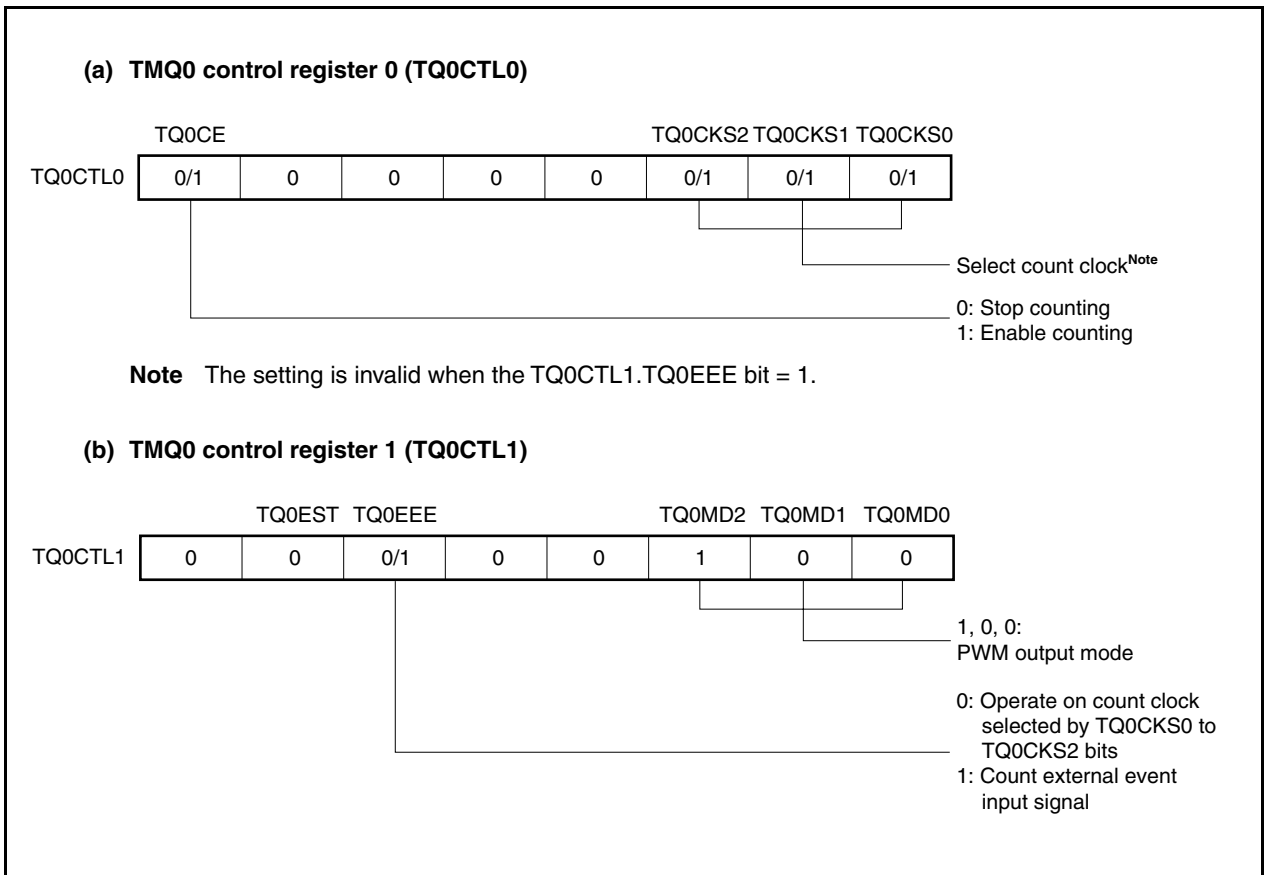 (a) TMQ0 control register 0 (TQ0CTL0)
TQ0CE TQ0CKS2 TQ0CKS1 TQ0CKS0
TQ0CTL0 0/1 0 0 0 0 0/1 0/1 0/1
Select count clockNote
0: Stop counting
1: Enable counting
Note The setting is invalid when the TQ0CTL1.TQ0EEE bit = 1.
(b) TMQ0 control register 1 (TQ0CTL1)
TQ0EST TQ0EEE TQ0MD2 TQ0MD1 TQ0MD0
TQ0CTL1 0 0 0/1 0 0 1 0 0
1, 0, 0:
PWM output mode
0: Operate on count clock
selected by TQ0CKS0 to
TQ0CKS2 bits
1: Count external event
input signal